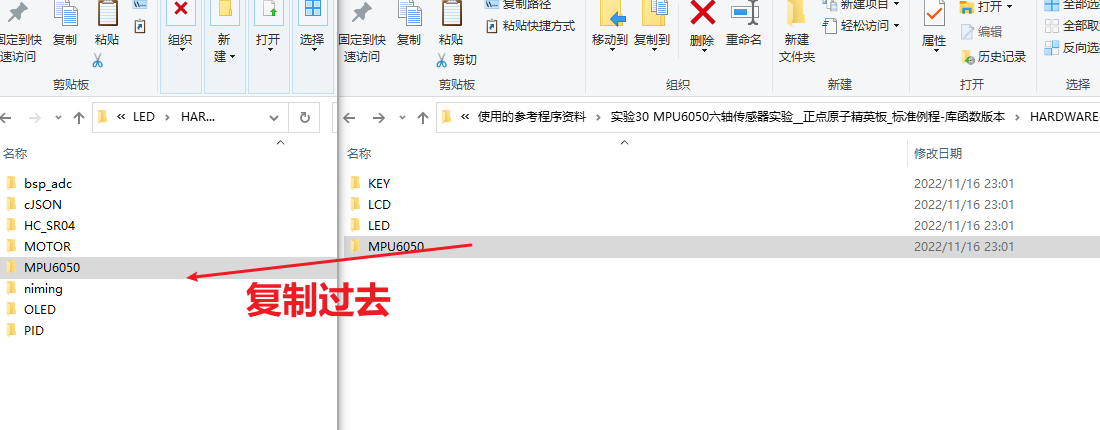 复制路径
新建项目
打开
全部选
固定到快
速访问
复制
粘贴
组织
新
建
打开
选择
固定到快
速访问
复制
粘贴
粘贴快捷方式
剪切
移动到
复制到
删除
重命名
新建
文件夹
轻松访问
属性
编辑
历史记录
全部取
反向选
剪贴板
剪贴板
组织
新建
打开
选择
« LED › HAR...
« 使用的参考程序资料 › 实验30 MPU6050六轴传感器实验__正点原子精英板_标准例程-库函数版本 › HARDWARE
名称
bsp_adc
cJSON
HC_SR04
MOTOR
MPU6050
niming
OLED
PID
名称 修改日期
KEY 2022/11/16 23:01
LCD 2022/11/16 23:01
LED 2022/11/16 23:01
MPU6050 2022/11/16 23:01
复制过去